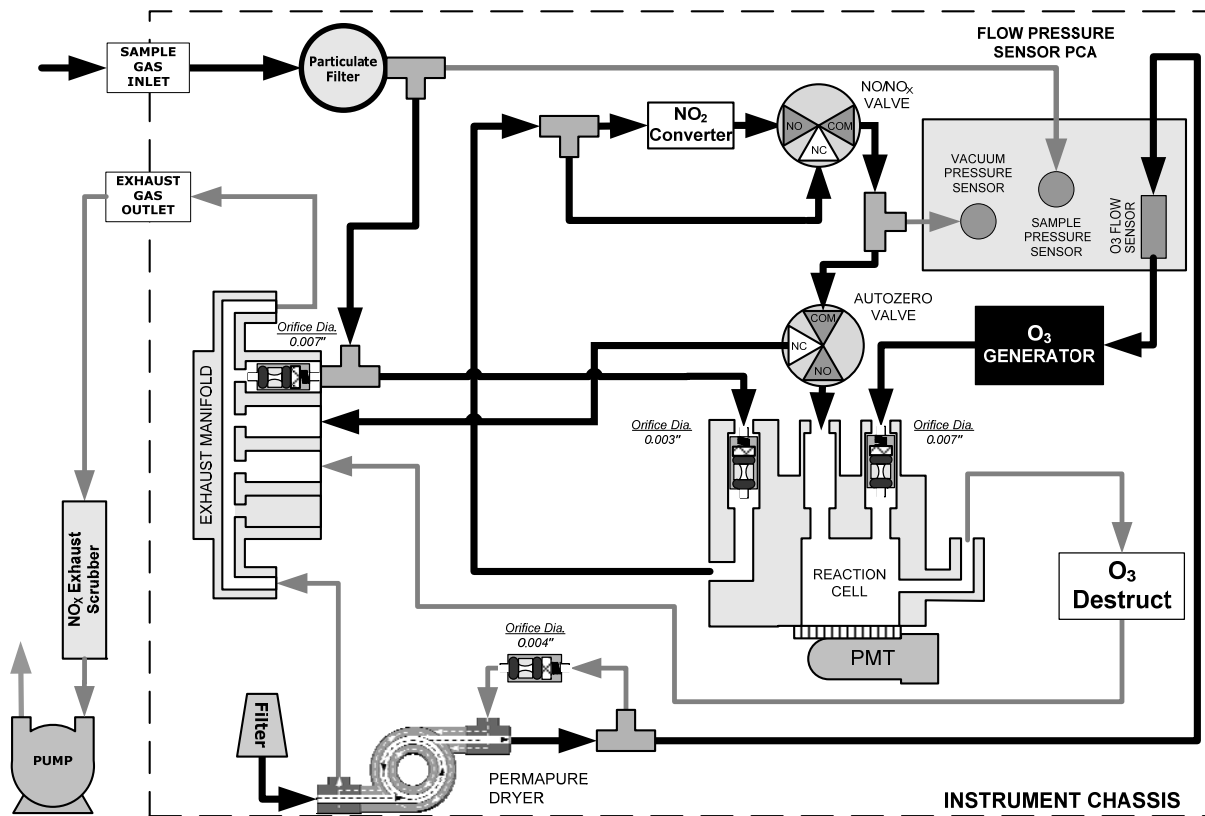 FLOW PRESSURE
SENSOR PCA
SAMPLE
GAS
INLET
Particulate
Filter
NO/NOX
VALVE
NO2
Converter
NO
COM
NC
EXHAUST
GAS
OUTLET
VACUUM
PRESSURE
SENSOR
SAMPLE
PRESSURE
SENSOR
O3 FLOW
SENSOR
AUTOZERO
VALVE
COM
NC
NO
O3
GENERATOR
Orifice Dia.
0.007"
EXHAUST MANIFOLD
Orifice Dia.
0.003"
Orifice Dia.
0.007"
NOX Exhaust
Scrubber
REACTION
CELL
O3
Destruct
PMT
Orifice Dia.
0.004"
Filter
PUMP
PERMAPURE
DRYER
INSTRUMENT CHASSIS